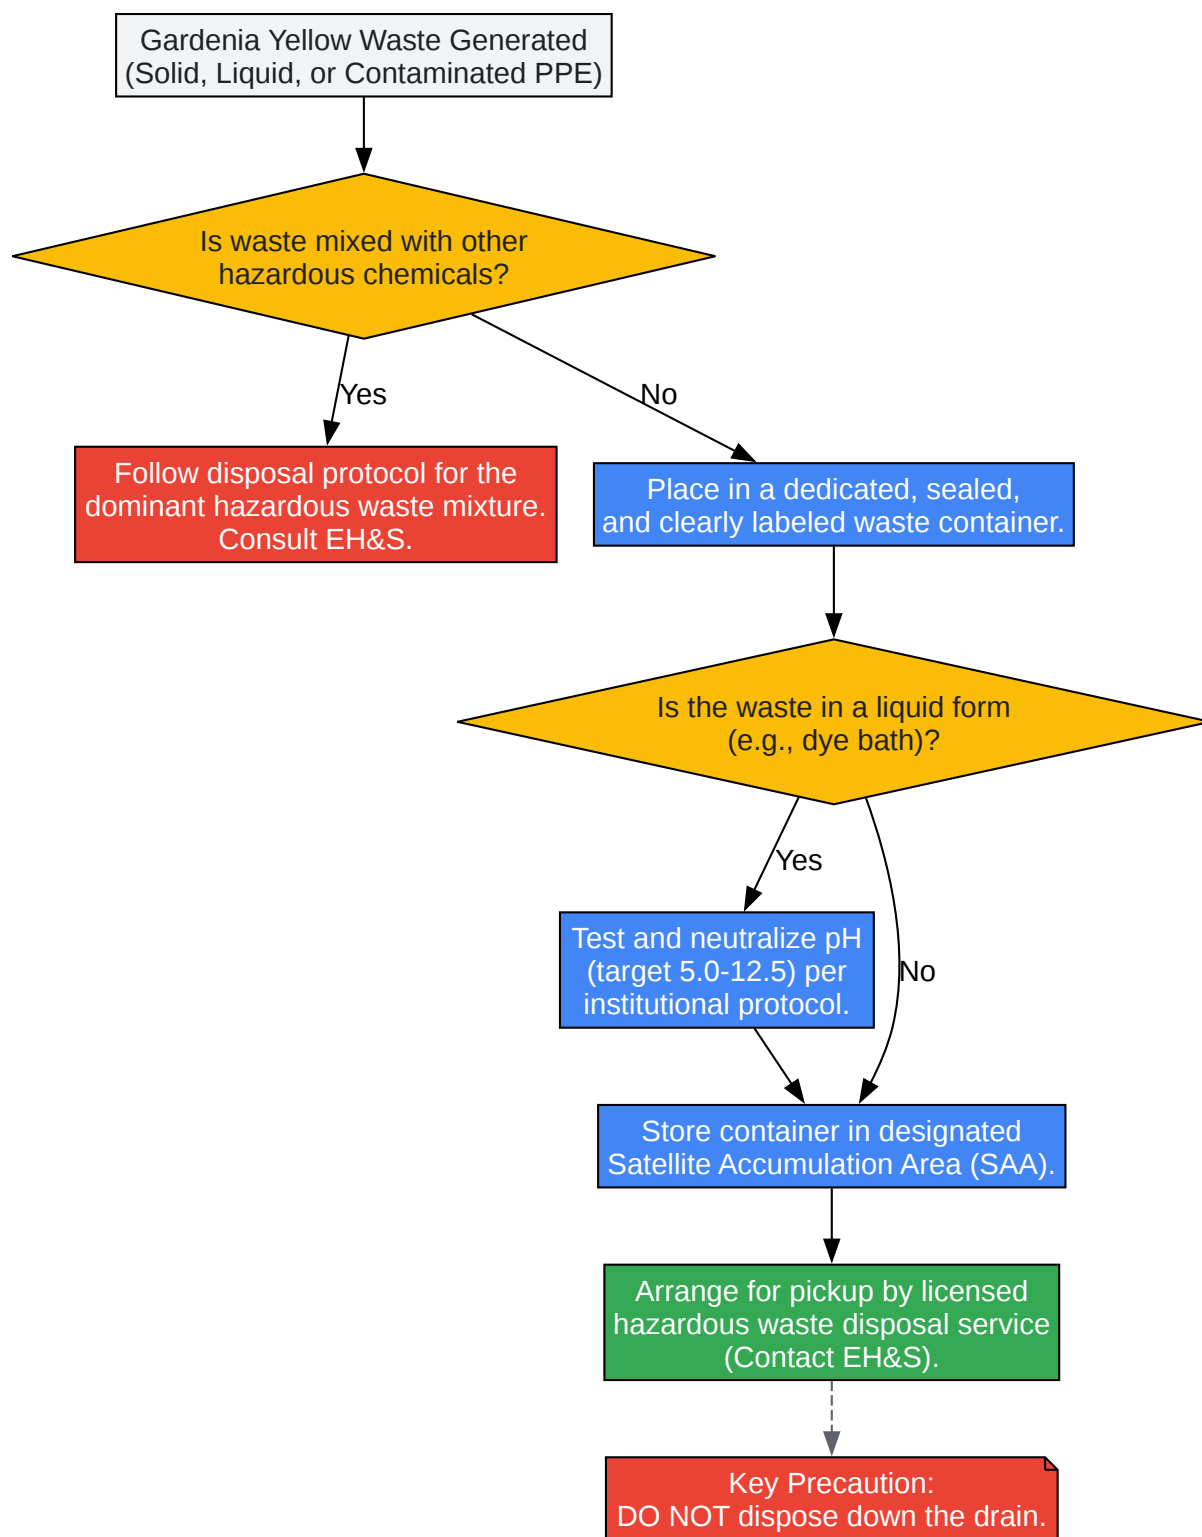 Gardenia Yellow Waste Generated
(Solid, Liquid, or Contaminated PPE)
Is waste mixed with other
hazardous chemicals?
Yes
No
Follow disposal protocol for the
dominant hazardous waste mixture.
Consult EH&S.
Place in a dedicated, sealed,
and clearly labeled waste container.
Is the waste in a liquid form
(e.g., dye bath)?
Yes
Test and neutralize pH
(target 5.0-12.5) per
institutional protocol.
No
Store container in designated
Satellite Accumulation Area (SAA).
Arrange for pickup by licensed
hazardous waste disposal service
(Contact EH&S).
Key Precaution:
DO NOT dispose down the drain.